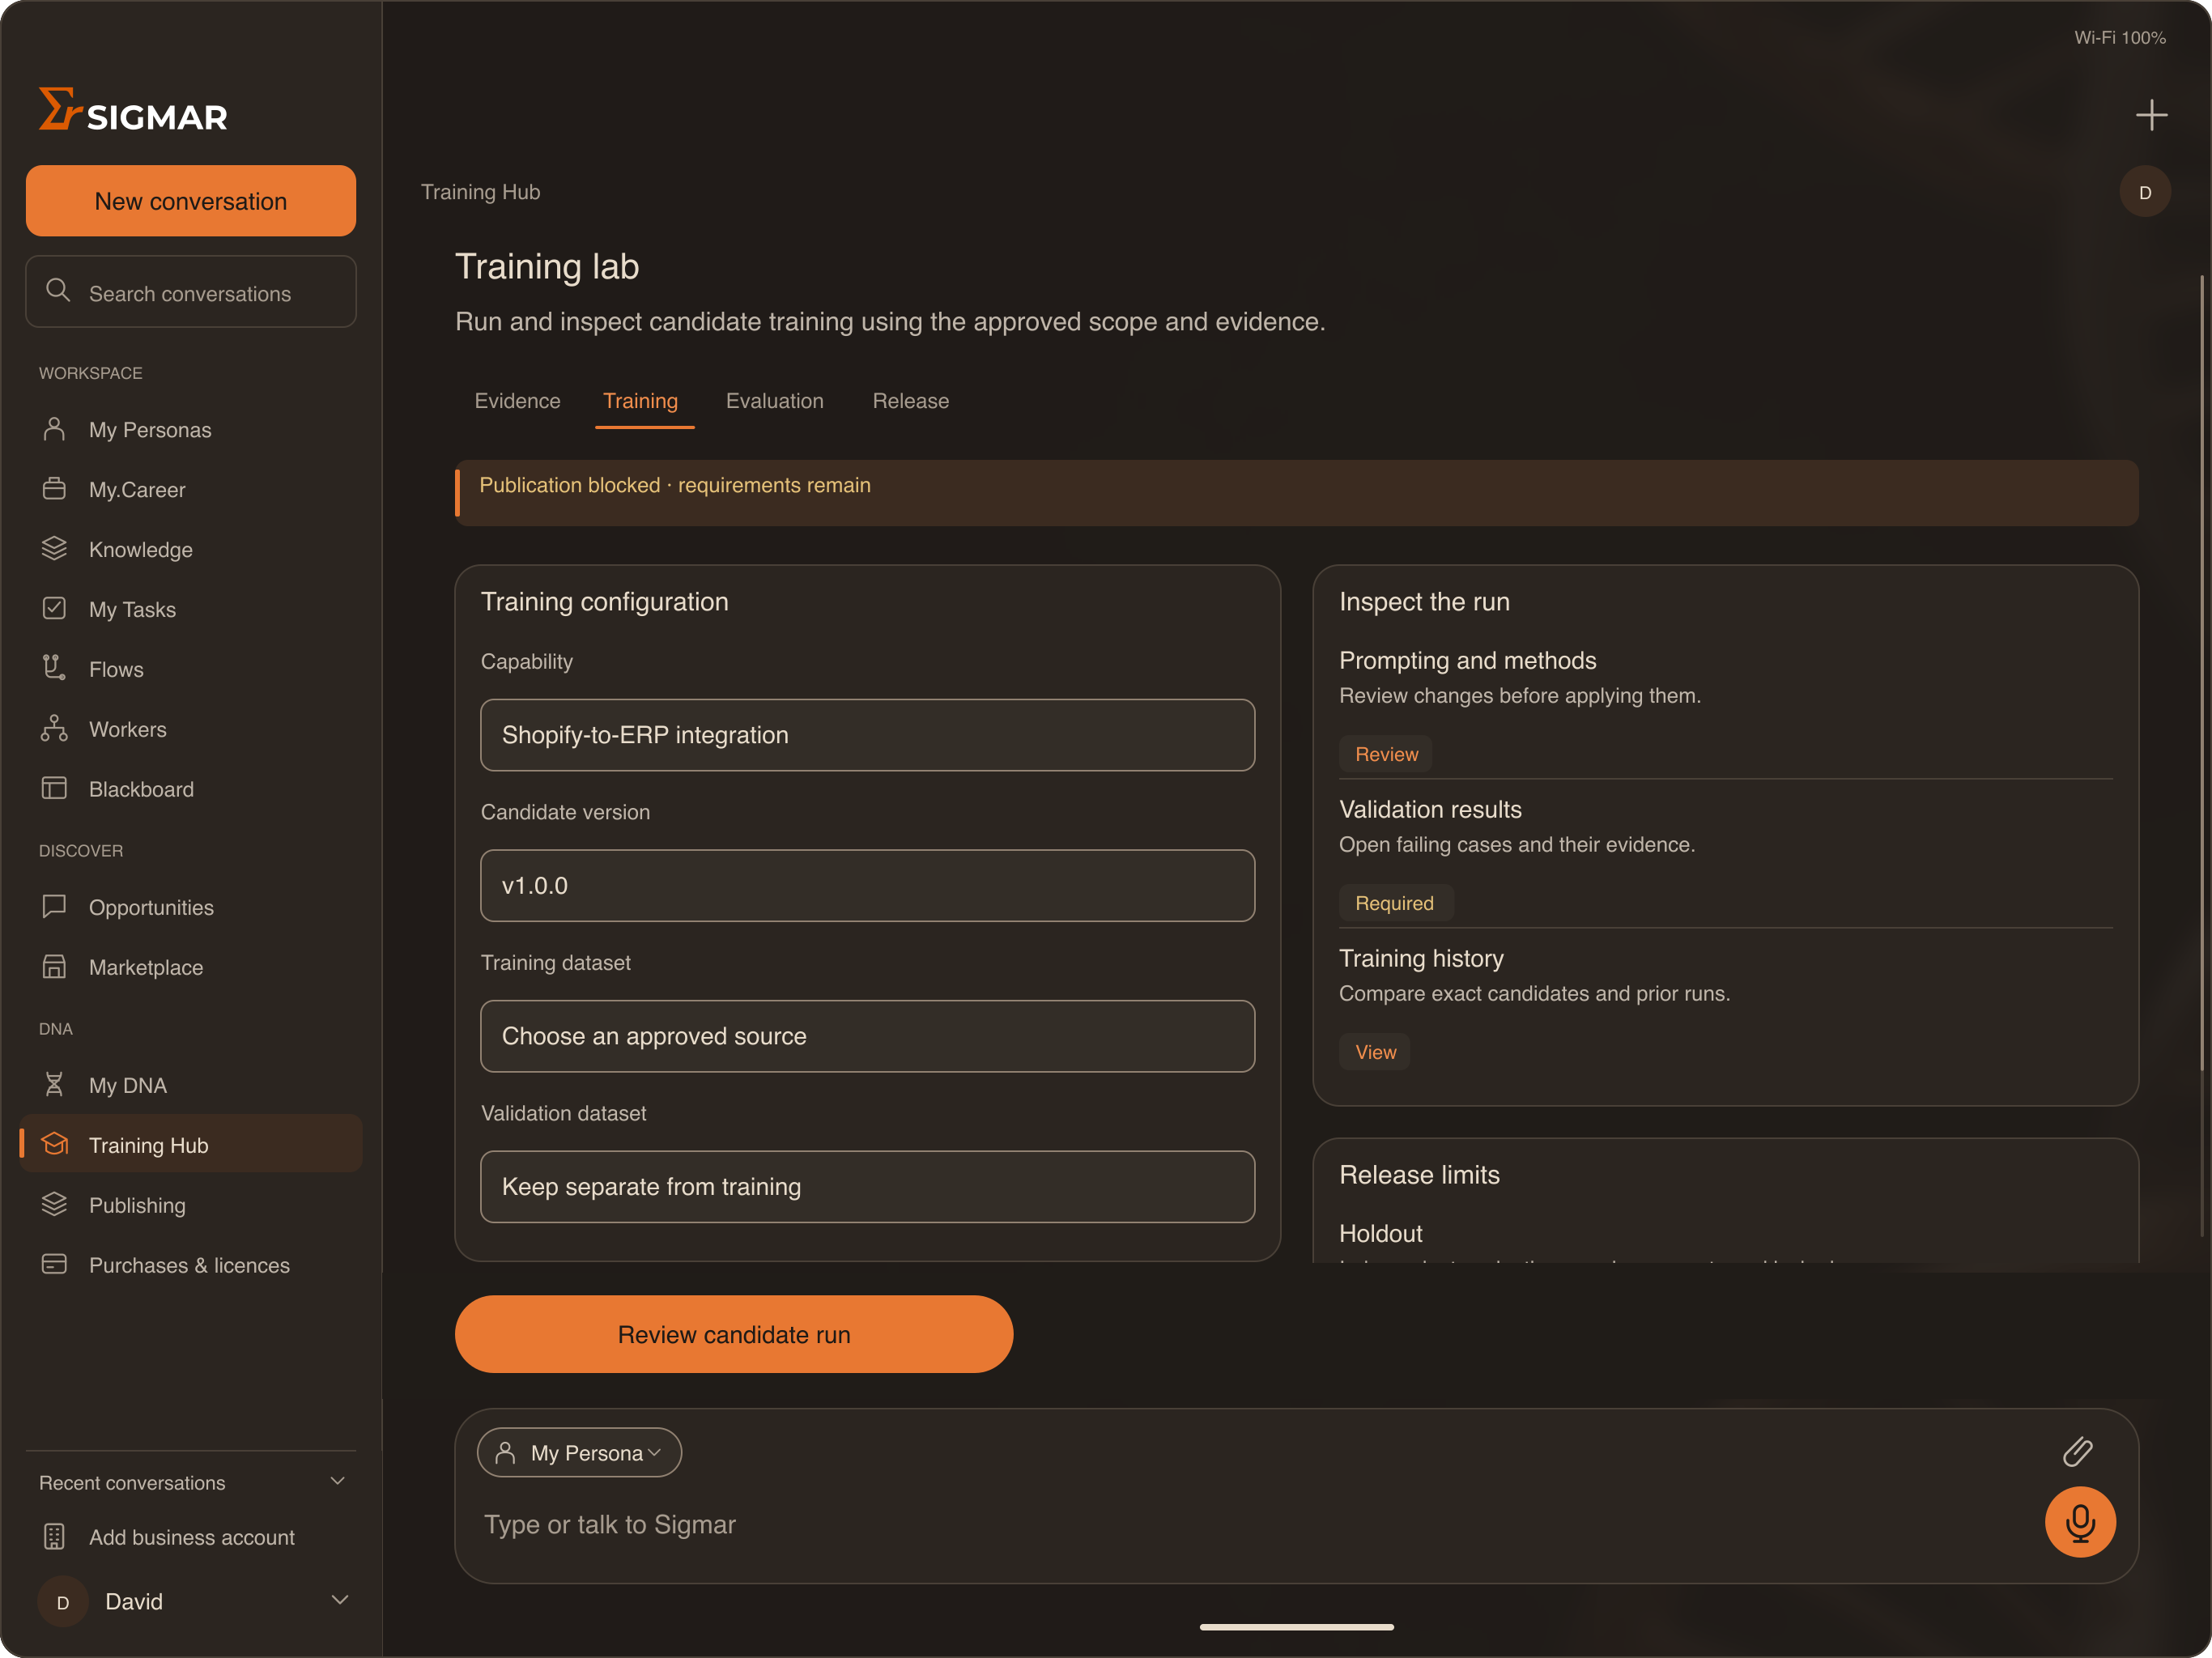 Wi-Fi 100%
Σr SIGMAR
New conversation
Search conversations
WORKSPACE
My Personas
My.Career
Knowledge
My Tasks
Flows
Workers
Blackboard
DISCOVER
Opportunities
Marketplace
DNA
My DNA
Training Hub
Publishing
Purchases & licences
Recent conversations
Add business account
D
David
Training Hub
D
Training lab
Run and inspect candidate training using the approved scope and evidence.
Evidence
Training
Evaluation
Release
Publication blocked · requirements remain
Training configuration
Capability
Shopify-to-ERP integration
Candidate version
v1.0.0
Training dataset
Choose an approved source
Validation dataset
Keep separate from training
Inspect the run
Prompting and methods
Review changes before applying them.
Review
Validation results
Open failing cases and their evidence.
Required
Training history
Compare exact candidates and prior runs.
View
Release limits
Holdout
Review candidate run
My Persona
Type or talk to Sigmar